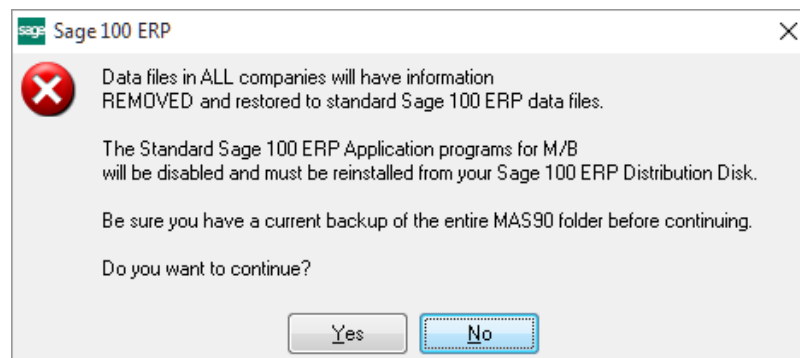 sage Sage 100 ERP
Data files in ALL companies will have information
REMOVED and restored to standard Sage 100 ERP data files.
The Standard Sage 100 ERP Application programs for M/B
will be disabled and must be reinstalled from your Sage 100 ERP Distribution Disk.
Be sure you have a current backup of the entire MAS90 folder before continuing.
Do you want to continue?
Yes No